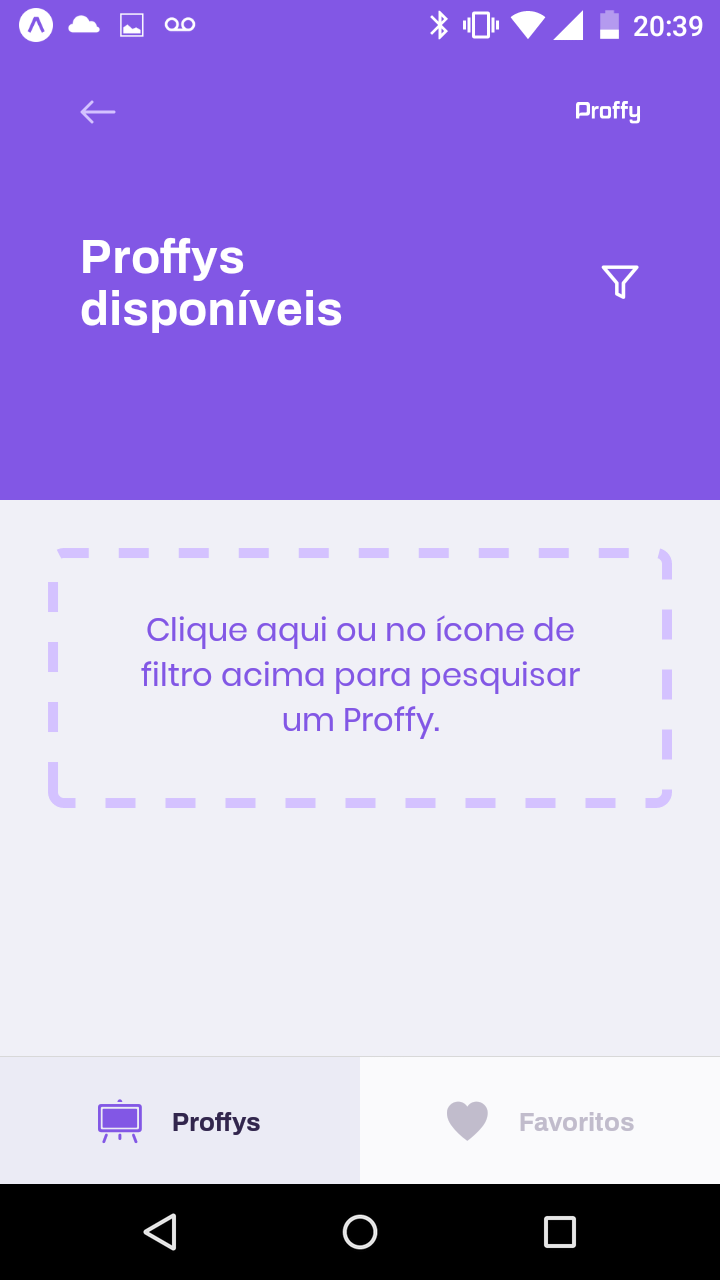 20:39
Proffy
Proffys
disponíveis
Clique aqui ou no ícone de
filtro acima para pesquisar
um Proffy.
Proffys
Favoritos